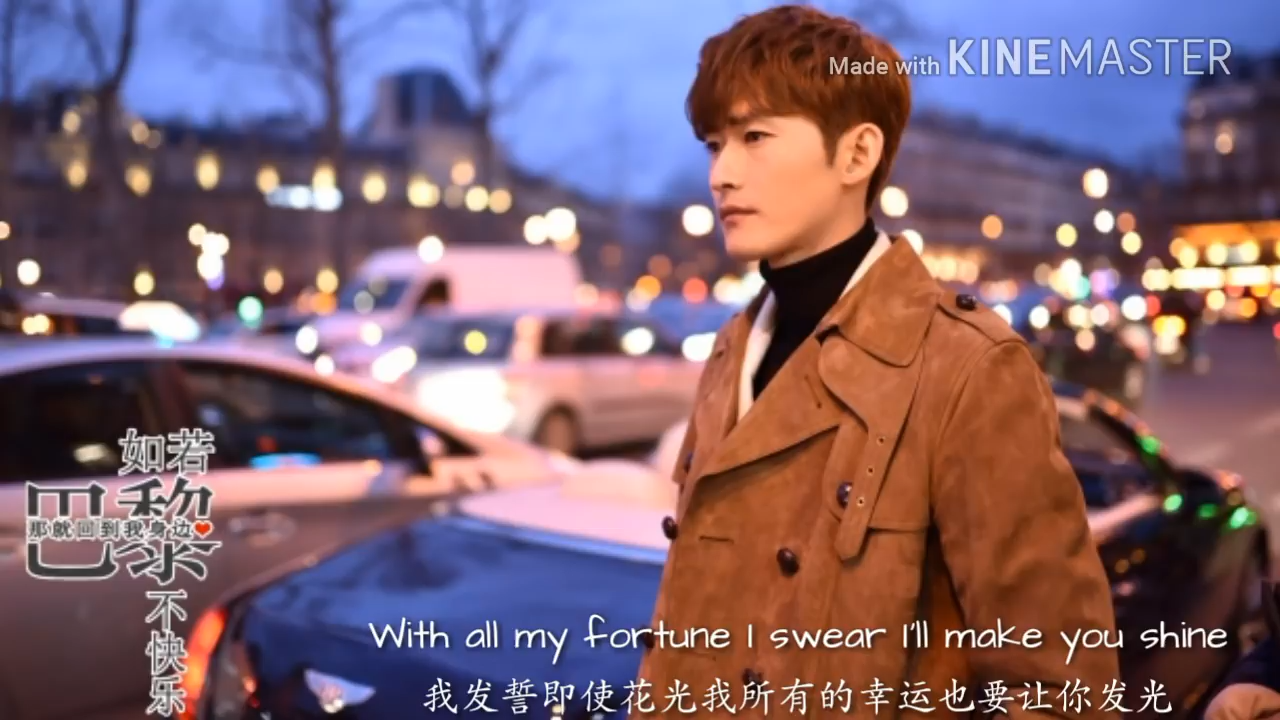 Made with KINEMASTER
如若
巴黎
那就回到我身边
不快乐
With all my fortune I swear I'll make you shine
我发誓即使花光我所有的幸运也要让你发光